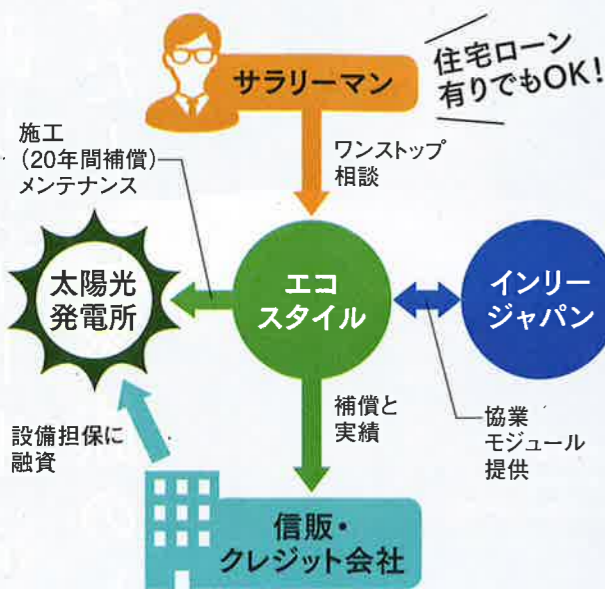 サラリーマン
住宅ローン
有りでもOK!
施工
(20年間補償)
メンテナンス
ワンストップ
相談
太陽光
発電所
エコ
スタイル
インリー
ジャパン
設備担保に
融資
補償と
実績
協業
モジュール
提供
信販・
クレジット会社